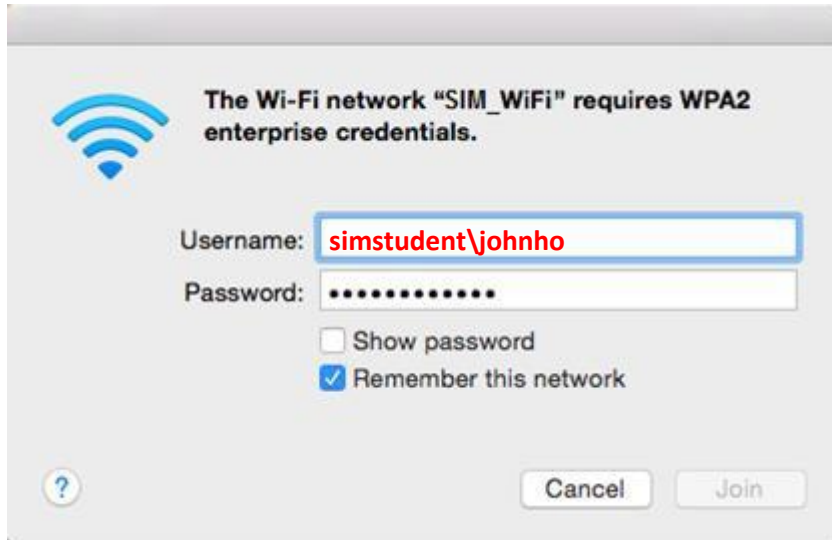 The Wi-Fi network “SIM_WiFi” requires WPA2
enterprise credentials.
Username: simstudent\johnho
Password: •••••••••••••
Show password
Remember this network
? Cancel Join